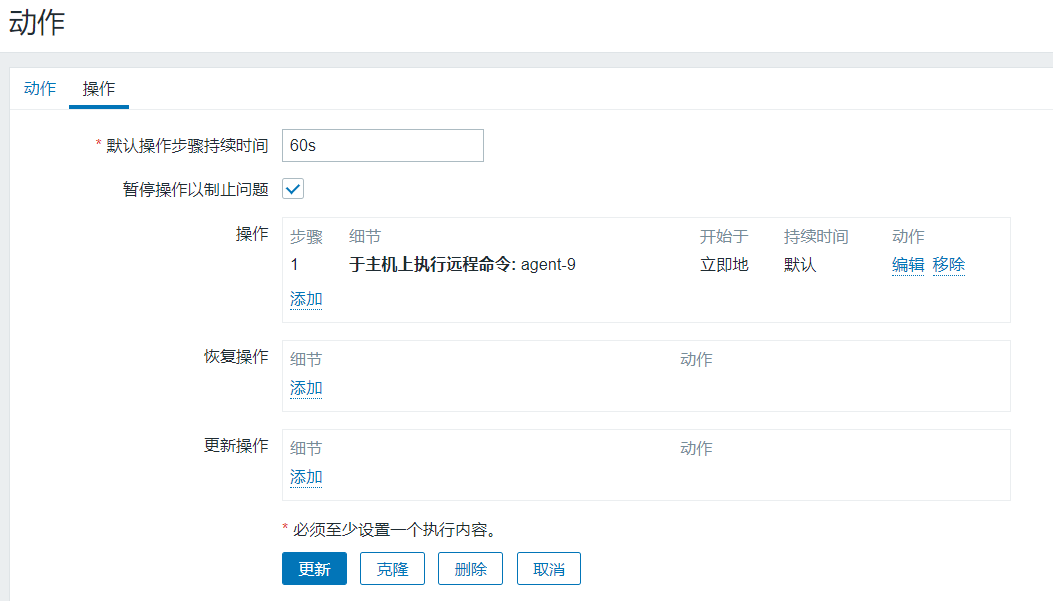 动作
动作 操作
* 默认操作步骤持续时间 60s
暂停操作以制止问题
操作 步骤 细节 开始于 持续时间 动作
1 于主机上执行远程命令: agent-9 立即地 默认 编辑 移除
添加
恢复操作 细节 动作
添加
更新操作 细节 动作
添加
* 必须至少设置一个执行内容。
更新 克隆 删除 取消